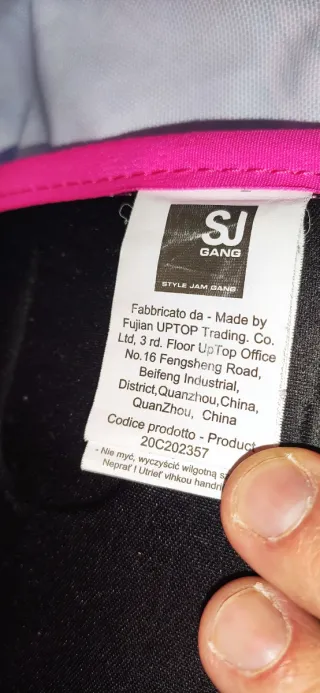 SJ
GANG
STYLE JAM GANG
Fabbricato da - Made by
Fujian UPTOP Trading. Co.
Ltd, 3 rd. Floor UpTop Office
No.16 Fengsheng Road,
Beifeng Industrial,
District,Quanzhou,China,
QuanZhou, China
Codice prodotto - Product
20C202357
- Nie myć, wyczyścić wilgotną
Neprať I Utrieť vlhkou